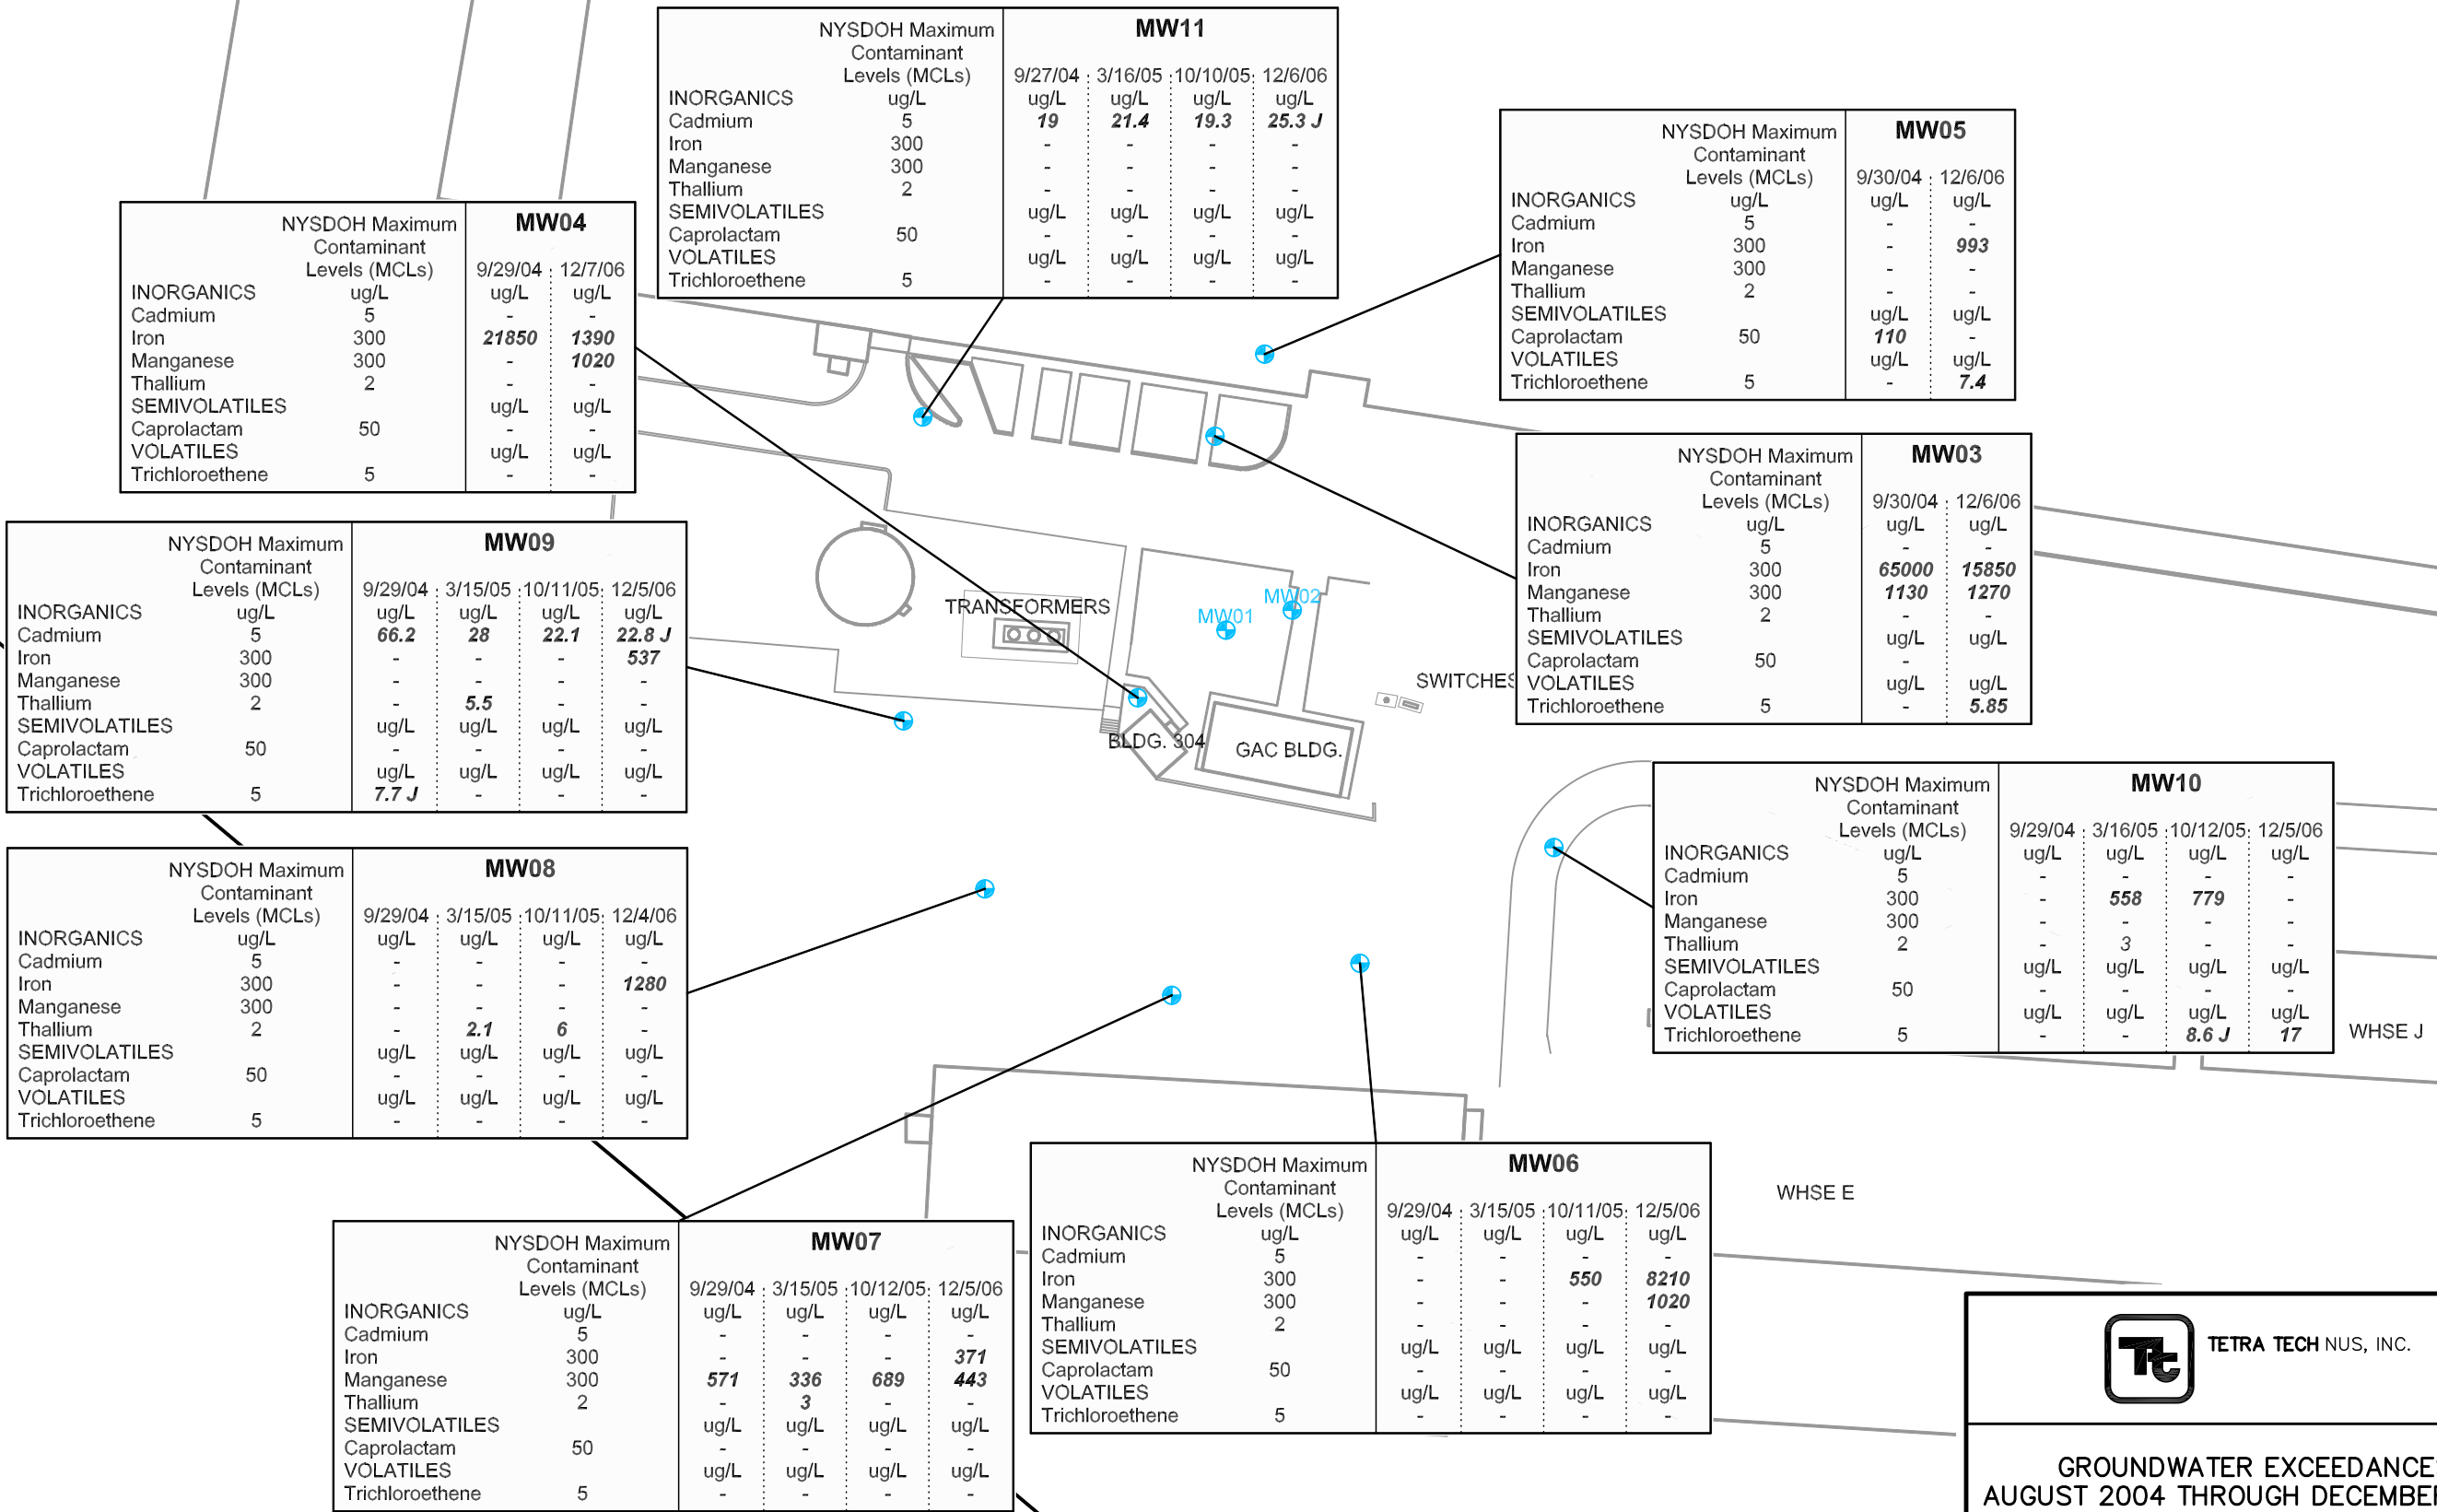 NYSDOH Maximum MW11
Contaminant
Levels (MCLs) 9/27/04 3/16/05 10/10/05 12/6/06
INORGANICS ug/L ug/L ug/L ug/L ug/L
Cadmium 5 19 21.4 19.3 25.3 J
Iron 300 - - - -
Manganese 300 - - - -
Thallium 2 - - - -
SEMIVOLATILES ug/L ug/L ug/L ug/L
Caprolactam 50 - - - -
VOLATILES ug/L ug/L ug/L ug/L
Trichloroethene 5 - - - -
NYSDOH Maximum MW05
Contaminant
Levels (MCLs) 9/30/04 12/6/06
INORGANICS ug/L ug/L ug/L
Cadmium 5 - -
Iron 300 - 993
Manganese 300 - -
Thallium 2 - -
SEMIVOLATILES ug/L ug/L
Caprolactam 50 110 -
VOLATILES ug/L ug/L
Trichloroethene 5 - 7.4
NYSDOH Maximum MW04
Contaminant
Levels (MCLs) 9/29/04 12/7/06
INORGANICS ug/L ug/L ug/L
Cadmium 5 - -
Iron 300 21850 1390
Manganese 300 - 1020
Thallium 2 - -
SEMIVOLATILES ug/L ug/L
Caprolactam 50 - -
VOLATILES ug/L ug/L
Trichloroethene 5 - -
NYSDOH Maximum MW03
Contaminant
Levels (MCLs) 9/30/04 12/6/06
INORGANICS ug/L ug/L ug/L
Cadmium 5 - -
Iron 300 65000 15850
Manganese 300 1130 1270
Thallium 2 - -
SEMIVOLATILES ug/L ug/L
Caprolactam 50 -
VOLATILES ug/L ug/L
Trichloroethene 5 - 5.85
NYSDOH Maximum MW09
Contaminant
Levels (MCLs) 9/29/04 3/15/05 10/11/05 12/5/06
INORGANICS ug/L ug/L ug/L ug/L ug/L
Cadmium 5 66.2 28 22.1 22.8 J
Iron 300 - - - 537
Manganese 300 - - - -
Thallium 2 - 5.5 - -
SEMIVOLATILES ug/L ug/L ug/L ug/L
Caprolactam 50 - - - -
VOLATILES ug/L ug/L ug/L ug/L
Trichloroethene 5 7.7 J - - -
TRANSFORMERS
MW02
MW01
SWITCHES
BLDG. 304
GAC BLDG.
NYSDOH Maximum MW10
Contaminant
Levels (MCLs) 9/29/04 3/16/05 10/12/05 12/5/06
INORGANICS ug/L ug/L ug/L ug/L ug/L
Cadmium 5 - - - -
Iron 300 - 558 779 -
Manganese 300 - - - -
Thallium 2 - 3 - -
SEMIVOLATILES ug/L ug/L ug/L ug/L
Caprolactam 50 - - - -
VOLATILES ug/L ug/L ug/L ug/L
Trichloroethene 5 - - 8.6 J 17
WHSE J
NYSDOH Maximum MW08
Contaminant
Levels (MCLs) 9/29/04 3/15/05 10/11/05 12/4/06
INORGANICS ug/L ug/L ug/L ug/L ug/L
Cadmium 5 - - - -
Iron 300 - - - 1280
Manganese 300 - - - -
Thallium 2 - 2.1 6 -
SEMIVOLATILES ug/L ug/L ug/L ug/L
Caprolactam 50 - - - -
VOLATILES ug/L ug/L ug/L ug/L
Trichloroethene 5 - - - -
NYSDOH Maximum MW06
Contaminant
Levels (MCLs) 9/29/04 3/15/05 10/11/05 12/5/06
INORGANICS ug/L ug/L ug/L ug/L ug/L
Cadmium 5 - - - -
Iron 300 - - 550 8210
Manganese 300 - - - 1020
Thallium 2 - - - -
SEMIVOLATILES ug/L ug/L ug/L ug/L
Caprolactam 50 - - - -
VOLATILES ug/L ug/L ug/L ug/L
Trichloroethene 5 - - - -
WHSE E
NYSDOH Maximum MW07
Contaminant
Levels (MCLs) 9/29/04 3/15/05 10/12/05 12/5/06
INORGANICS ug/L ug/L ug/L ug/L ug/L
Cadmium 5 - - - -
Iron 300 - - - 371
Manganese 300 571 336 689 443
Thallium 2 - 3 - -
SEMIVOLATILES ug/L ug/L ug/L ug/L
Caprolactam 50 - - - -
VOLATILES ug/L ug/L ug/L ug/L
Trichloroethene 5 - - - -
Tt TETRA TECH NUS, INC.
GROUNDWATER EXCEEDANCE
AUGUST 2004 THROUGH DECEMBER